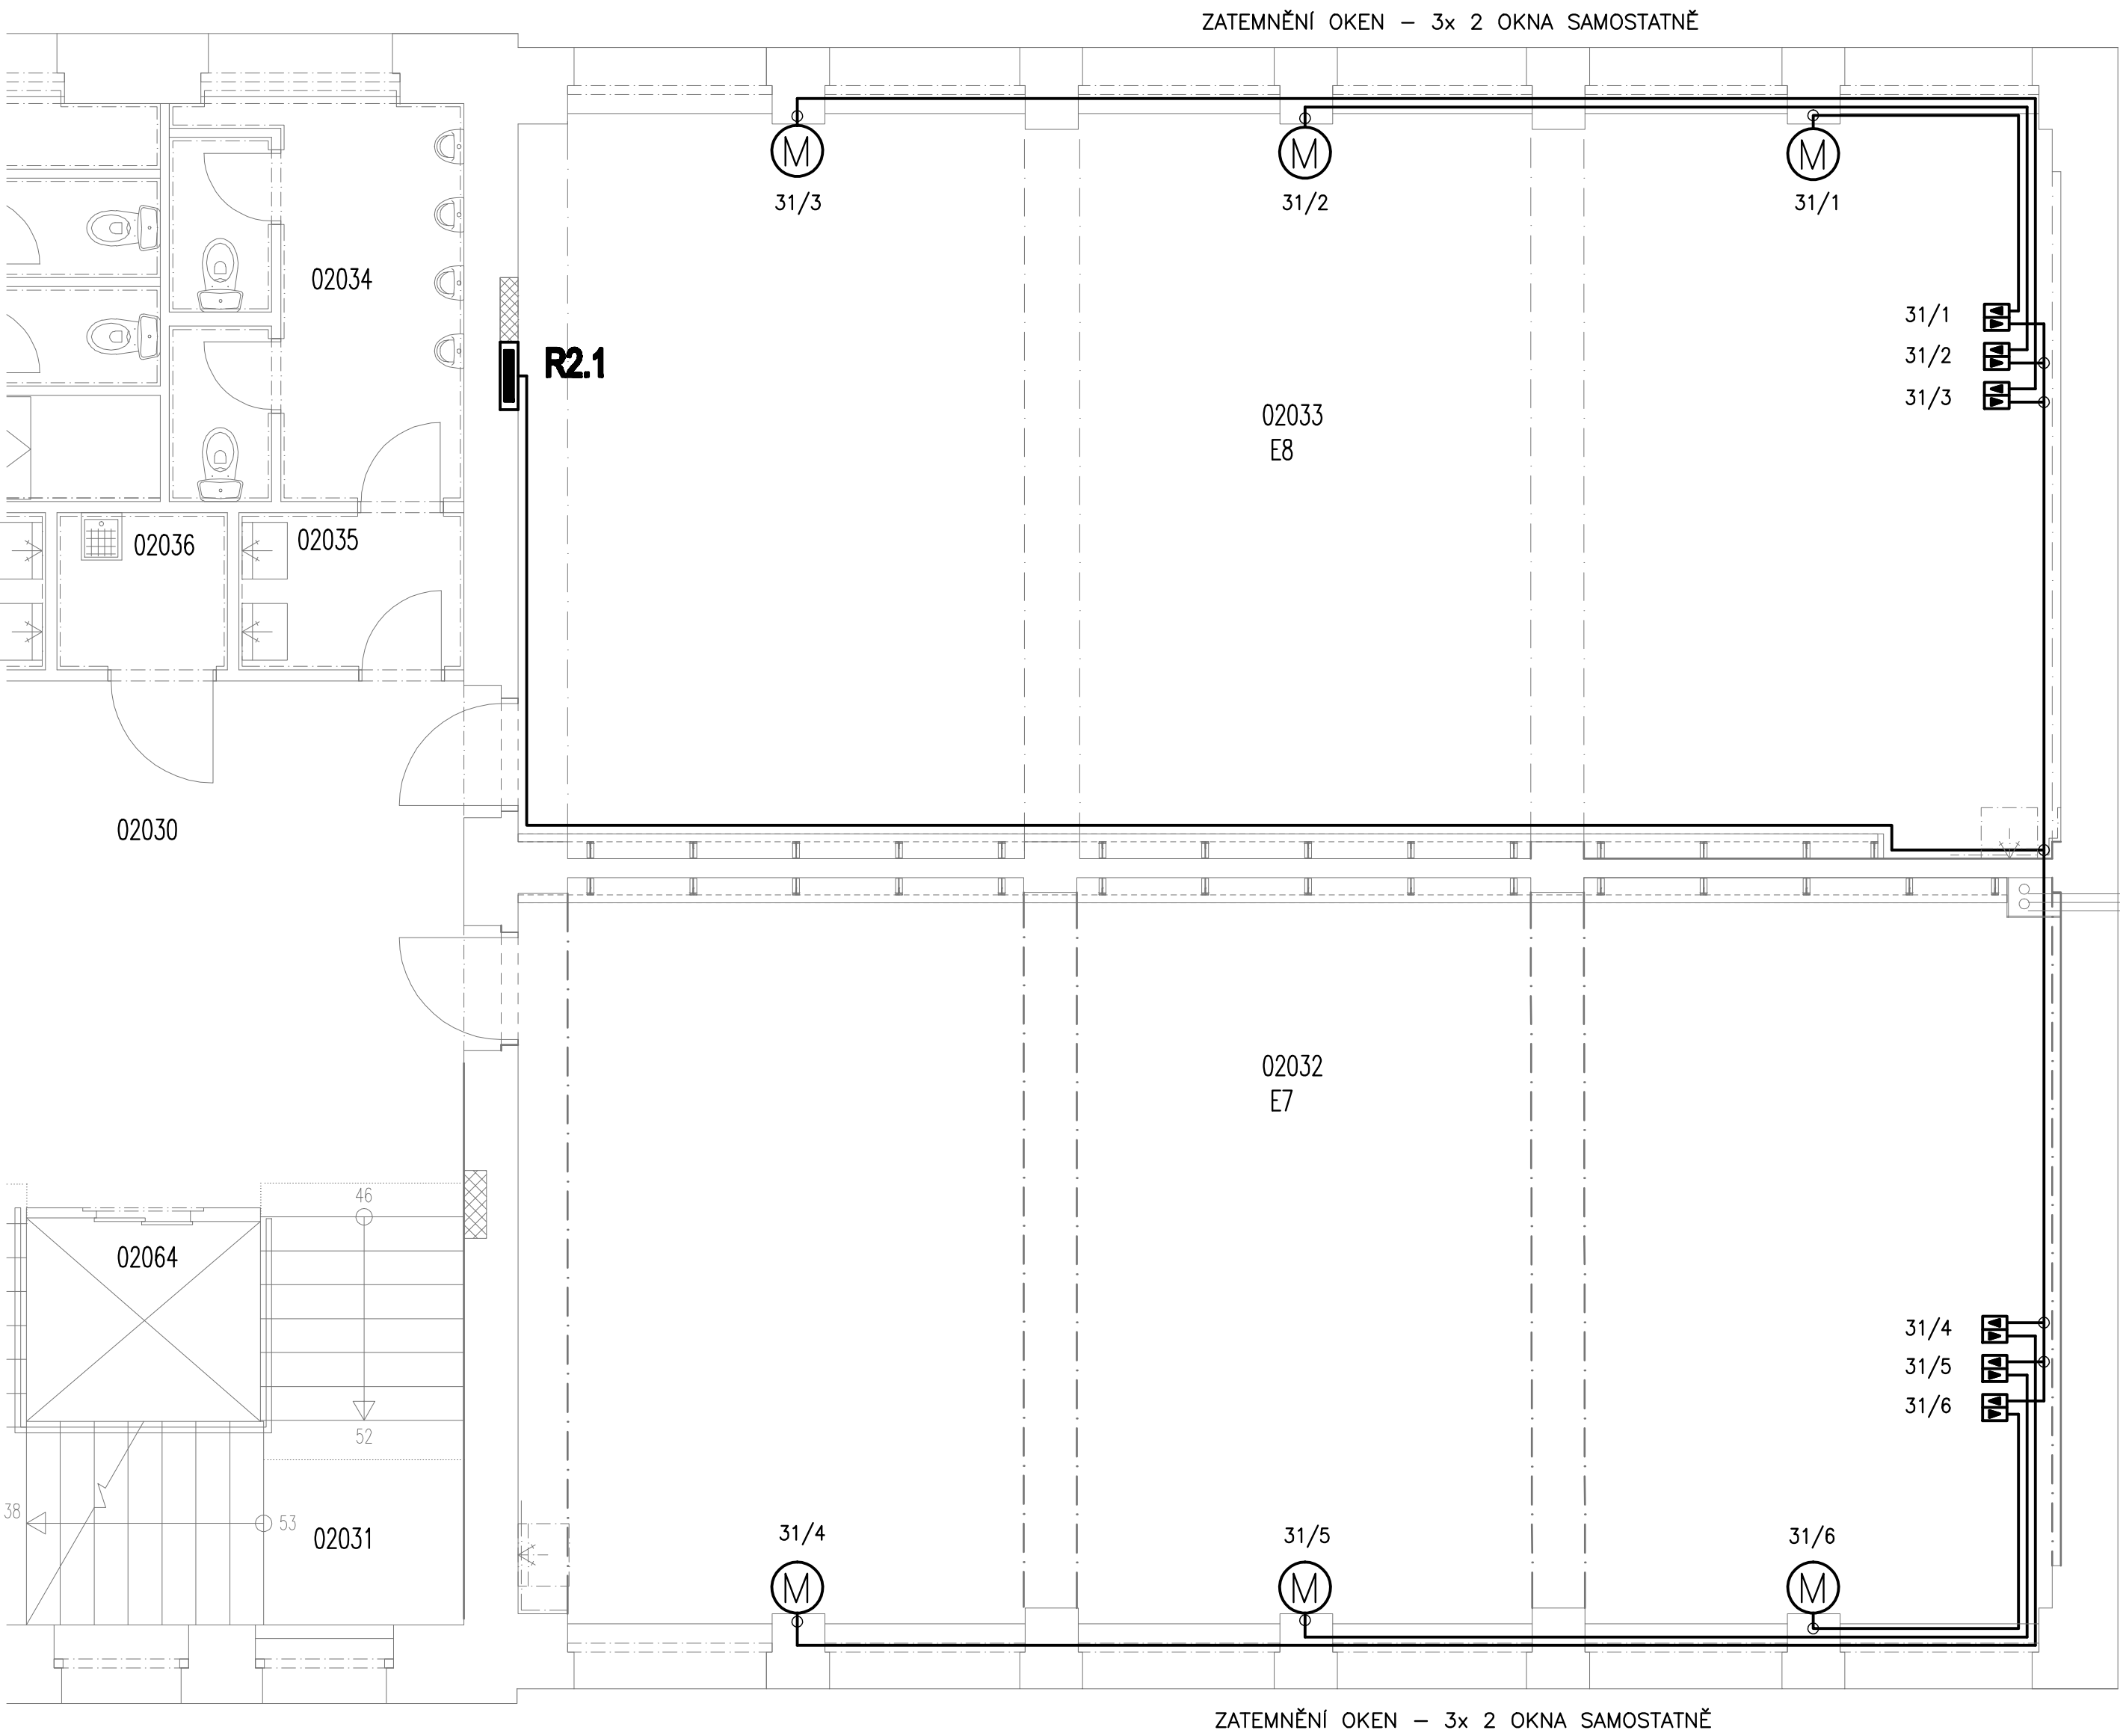 ZATEMNĚNÍ OKEN – 3x 2 OKNA SAMOSTATNĚ
M
M
M
31/3
31/2
31/1
02034
31/1
31/2
R2.1
31/3
02033
E8
02036
02035
02030
02032
E7
46
02064
31/4
31/5
31/6
52
38
53
02031
31/4
31/5
31/6
M
M
M
ZATEMNĚNÍ OKEN – 3x 2 OKNA SAMOSTATNĚ